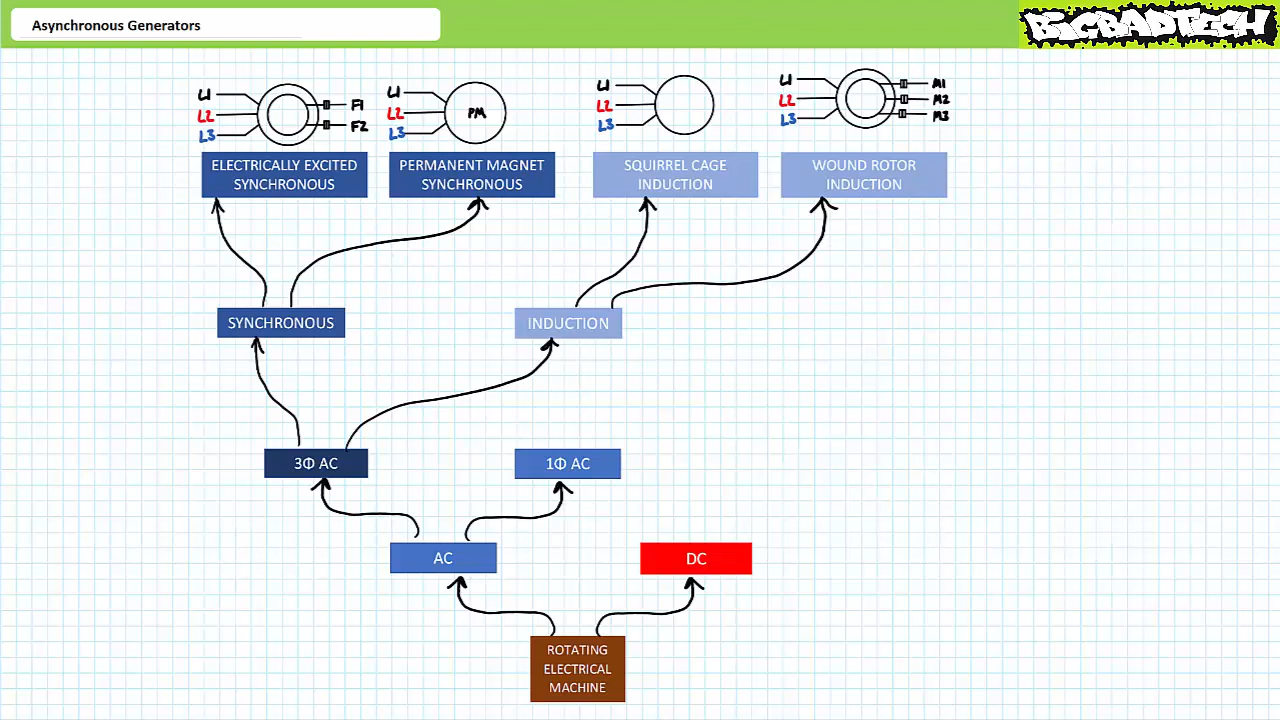 Asynchronous Generators
BIGBADTECH
L1
L2
L3
F1
F2
L1
L2
L3
PM
L1
L2
L3
L1
L2
L3
M1
M2
M3
ELECTRICALLY EXCITED
SYNCHRONOUS
PERMANENT MAGNET
SYNCHRONOUS
SQUIRREL CAGE
INDUCTION
WOUND ROTOR
INDUCTION
SYNCHRONOUS
INDUCTION
3Φ AC
1Φ AC
AC
DC
ROTATING
ELECTRICAL
MACHINE